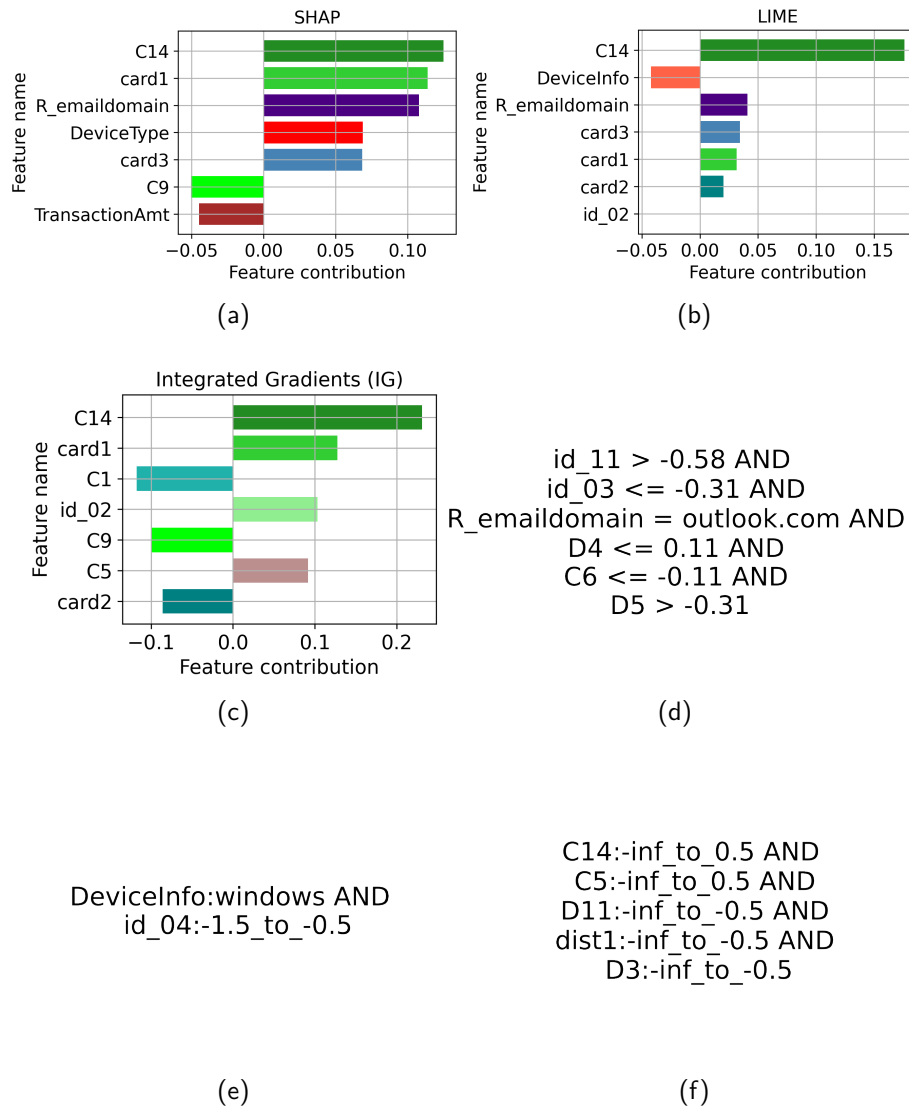 SHAP
Feature name
C14
card1
R_emaildomain
DeviceType
card3
C9
TransactionAmt
−0.05 0.00 0.05 0.10
Feature contribution
(a)
LIME
Feature name
C14
DeviceInfo
R_emaildomain
card3
card1
card2
id_02
−0.05 0.00 0.05 0.10 0.15
Feature contribution
(b)
Integrated Gradients (IG)
Feature name
C14
card1
C1
id_02
C9
C5
card2
−0.1 0.0 0.1 0.2
Feature contribution
(c)
id_11 > -0.58 AND
id_03 <= -0.31 AND
R_emaildomain = outlook.com AND
D4 <= 0.11 AND
C6 <= -0.11 AND
D5 > -0.31
(d)
DeviceInfo:windows AND
id_04:-1.5_to_-0.5
(e)
C14:-inf_to_0.5 AND
C5:-inf_to_0.5 AND
D11:-inf_to_-0.5 AND
dist1:-inf_to_-0.5 AND
D3:-inf_to_-0.5
(f)